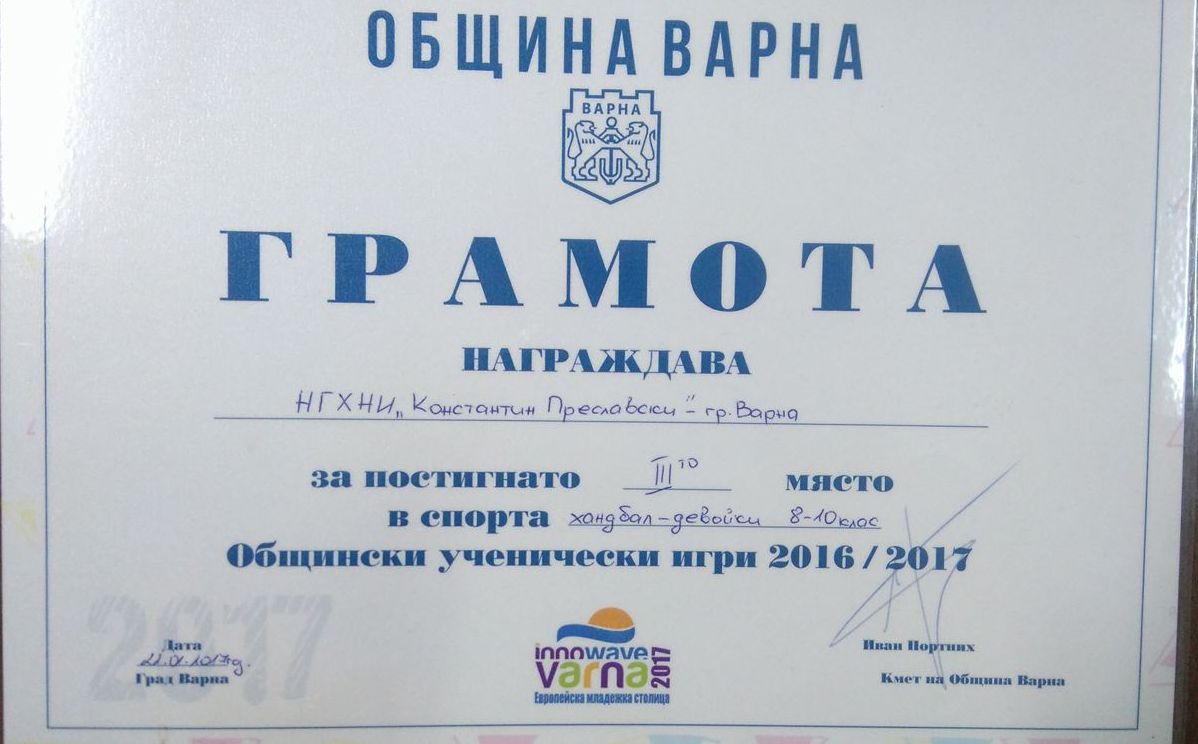 ОБЩИНА ВАРНА
ВАРНА
ГРАМОТА
НАГРАЖДАВА
НГХНИ „Константин Преславски" - гр. Варна
за постигнато III то място
в спорта хандбал - девойки 8-10 клас
Общински ученически игри 2016 / 2017
2017
Дата
Град Варна
innowave
varna 2017
Европейска младежка столица
Иван Портних
Кмет на Община Варна